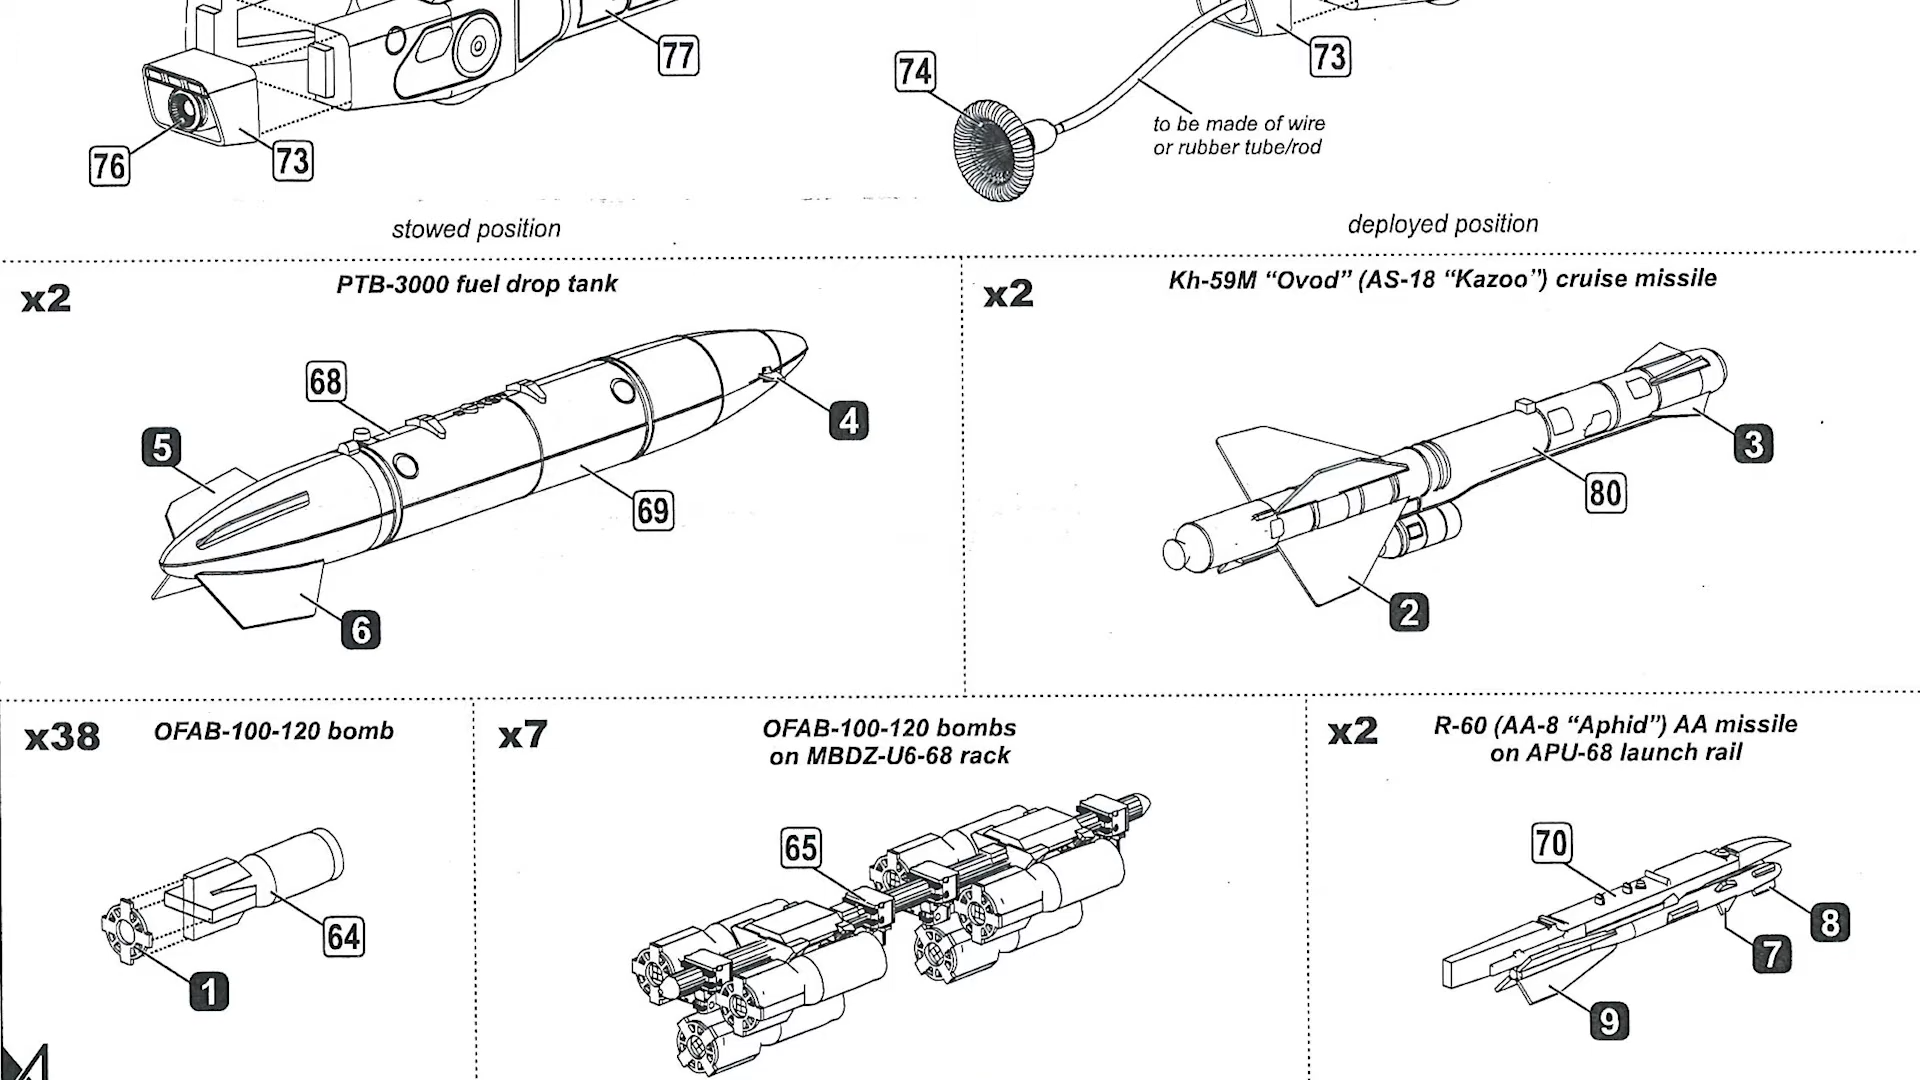 77
76
73
stowed position
74
73
to be made of wire
or rubber tube/rod
deployed position
x2
PTB-3000 fuel drop tank
68
5
4
69
6
x2
Kh-59M “Ovod” (AS-18 “Kazoo”) cruise missile
3
80
2
x38
OFAB-100-120 bomb
64
1
x7
OFAB-100-120 bombs
on MBDZ-U6-68 rack
65
x2
R-60 (AA-8 “Aphid”) AA missile
on APU-68 launch rail
70
8
7
9